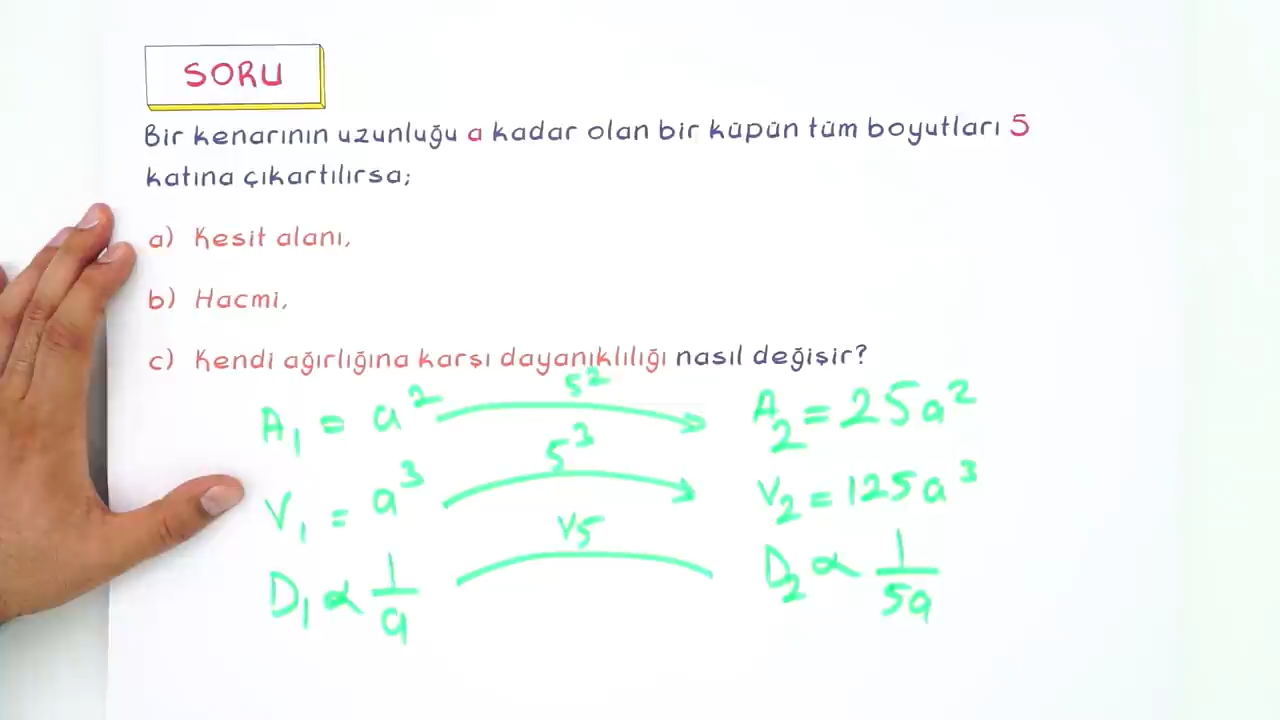 SORU
Bir kenarının uzunluğu a kadar olan bir küpün tüm boyutları 5
katına çıkartılırsa;
a) Kesit alanı,
b) Hacmi,
c) Kendi ağırlığına karşı dayanıklılığı nasıl değişir?
A₁ = a² 5² A₂ = 25a²
V₁ = a³ 5³ V₂ = 125a³
D₁ ∝ 1/a 1/5 D₂ ∝ 1/5a